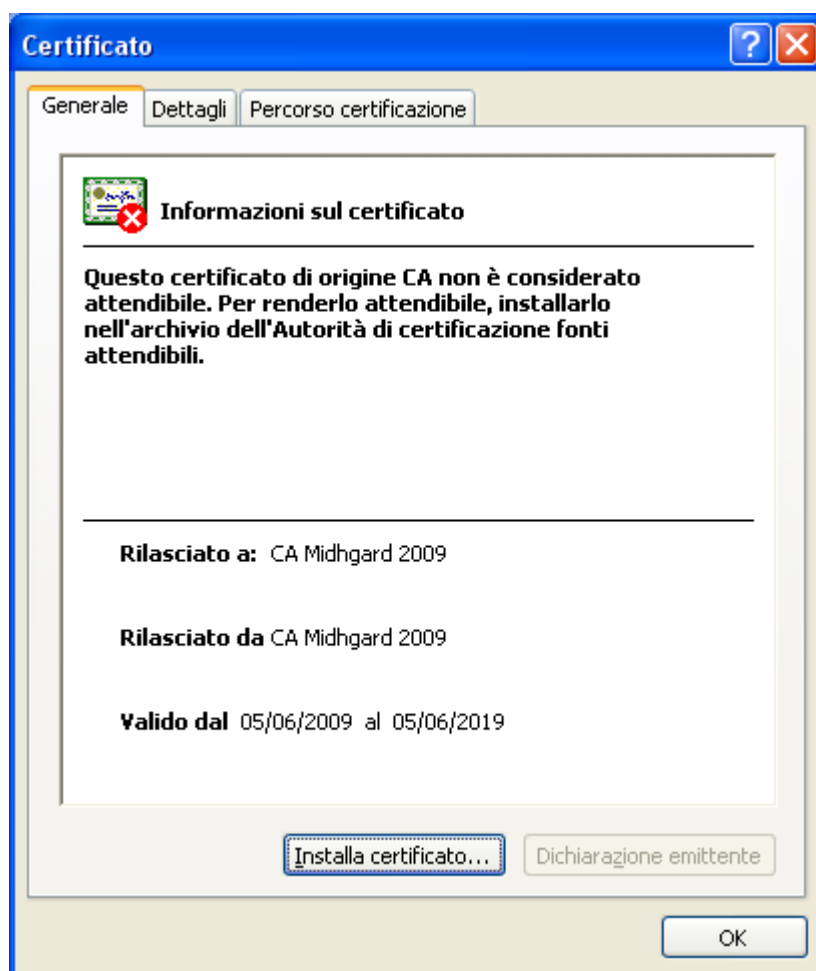 Certificato
Generale Dettagli Percorso certificazione
Informazioni sul certificato
Questo certificato di origine CA non è considerato
attendibile. Per renderlo attendibile, installarlo
nell'archivio dell'Autorità di certificazione fonti
attendibili.
Rilasciato a: CA Midhgard 2009
Rilasciato da CA Midhgard 2009
Valido dal 05/06/2009 al 05/06/2019
Installa certificato... Dichiarazione emittente
OK